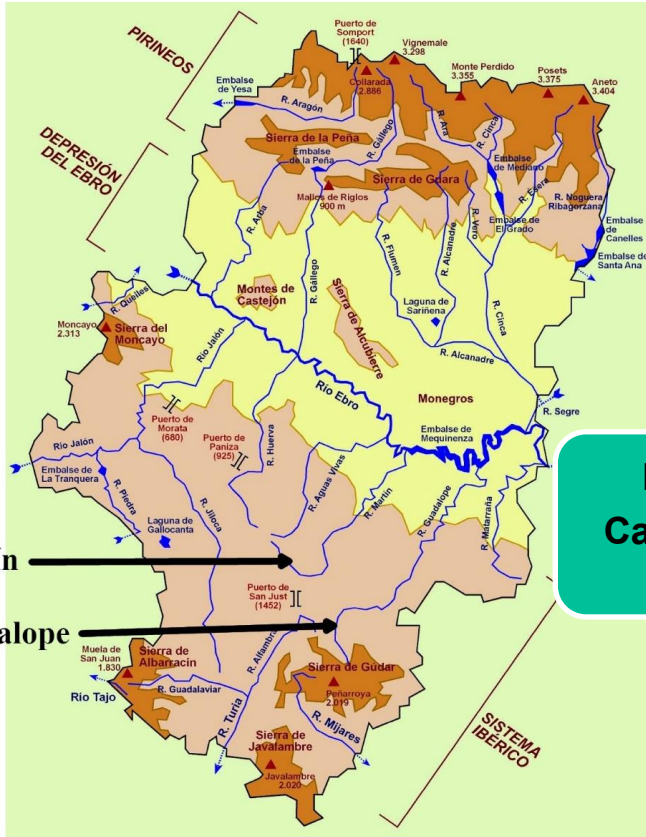 PIRINEOS
Puerto de
Somport
(1640)
Vignemale
3.298
Collarada
2.886
Monte Perdido
3.355
Posets
3.375
Aneto
3.404
Embalse
de Yesa
R. Aragón
Sierra de la Peña
R. Gállego
R. Ara
R. Cinca
Embalse
de la Peña
Sierra de Guara
Embalse
de Mediano
R. Ésera
R. Noguera
Ribagorzana
DEPRESIÓN
DEL EBRO
Malles de Riglos
900 m
R. Arba
R. Vero
Embalse de
El Grado
Embalse
de
Canelles
R. Flumen
R. Alcanadre
Embalse de
Santa Ana
R. Queiles
Montes de
Castejón
R. Gállego
Sierra de Alcubierre
Laguna de
Sariñena
R. Cinca
Moncayo
2.313
Sierra del
Moncayo
Río Jalón
R. Alcanadre
Río Ebro
Monegros
R. Segre
Puerto de
Morata
(680)
Puerto de
Paniza
(925)
R. Huerva
Embalse de
Mequinenza
Río Jalón
Embalse de
La Tranquera
R. Piedra
R. Jiloca
R. Aguas Vivas
R. Martín
R. Guadalope
R. Matarraña
Laguna de
Gallocanta
Ca
ín
Puerto de
San Just
(1452)
alope
Muela de
San Juan
1.830
Sierra de
Albarracín
R. Alfambra
Sierra de Gúdar
Peñarroya
2.019
Río Tajo
R. Guadalaviar
R. Turia
R. Mijares
Sierra de
Javalambre
Javalambre
2.020
SISTEMA
IBÉRICO